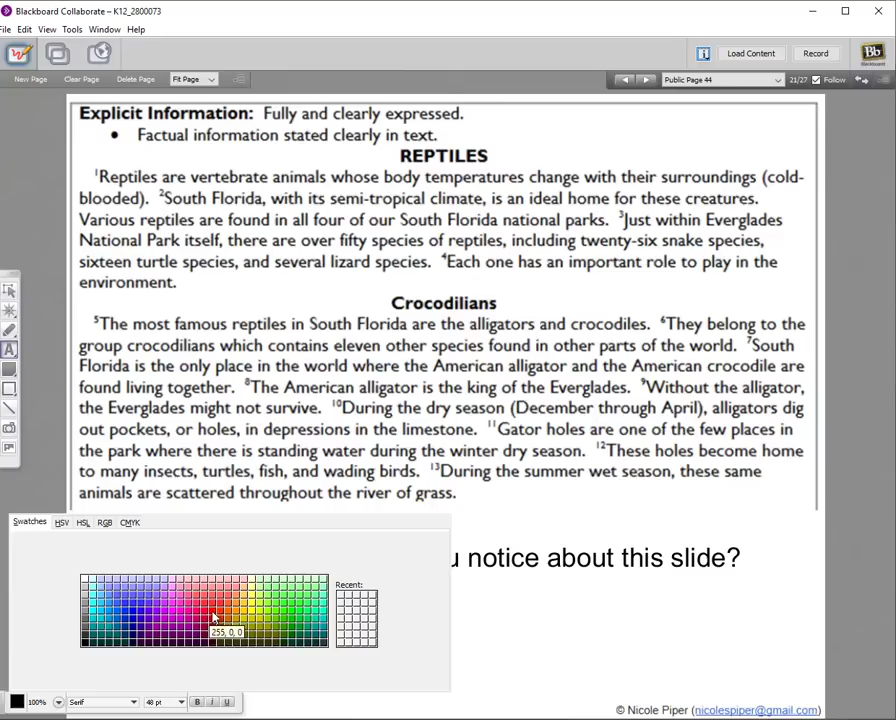 Blackboard Collaborate – K12_2800073
File Edit View Tools Window Help
Load Content Record Bb Blackboard
New Page Clear Page Delete Page Fit Page Public Page 44 21/27 Follow
Explicit Information: Fully and clearly expressed.
• Factual information stated clearly in text.
REPTILES
1Reptiles are vertebrate animals whose body temperatures change with their surroundings (cold-
blooded). 2South Florida, with its semi-tropical climate, is an ideal home for these creatures.
Various reptiles are found in all four of our South Florida national parks. 3Just within Everglades
National Park itself, there are over fifty species of reptiles, including twenty-six snake species,
sixteen turtle species, and several lizard species. 4Each one has an important role to play in the
environment.
Crocodilians
5The most famous reptiles in South Florida are the alligators and crocodiles. 6They belong to the
group crocodilians which contains eleven other species found in other parts of the world. 7South
Florida is the only place in the world where the American alligator and the American crocodile are
found living together. 8The American alligator is the king of the Everglades. 9Without the alligator,
the Everglades might not survive. 10During the dry season (December through April), alligators dig
out pockets, or holes, in depressions in the limestone. 11Gator holes are one of the few places in
the park where there is standing water during the winter dry season. 12These holes become home
to many insects, turtles, fish, and wading birds. 13During the summer wet season, these same
animals are scattered throughout the river of grass.
Swatches HSV HSL RGB CMYK
u notice about this slide?
Recent:
255, 0, 0
100% Serif 48 pt B I U
© Nicole Piper (nicolespiper@gmail.com)